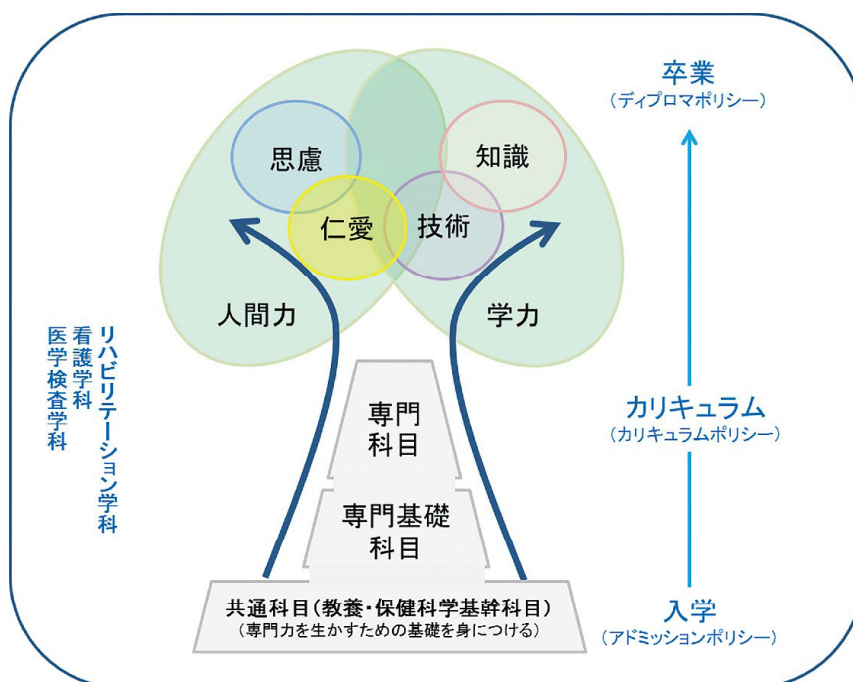 卒業
(ディプロマポリシー)
思慮
知識
仁愛
技術
人間力
学力
リハビリテーション学科
看護学科
医学検査学科
専門
科目
カリキュラム
(カリキュラムポリシー)
専門基礎
科目
共通科目(教養・保健科学基幹科目)
(専門力を生かすための基礎を身につける)
入学
(アドミッションポリシー)